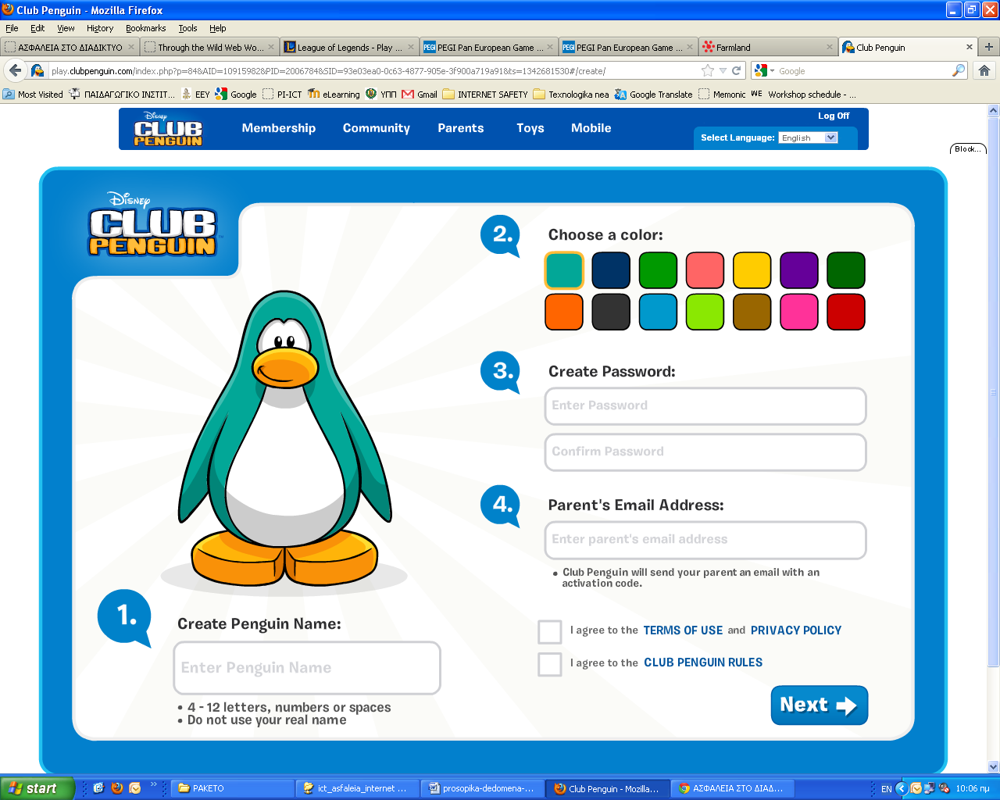 Club Penguin - Mozilla Firefox
File Edit View History Bookmarks Tools Help
ΑΣΦΑΛΕΙΑ ΣΤΟ ΔΙΑΔΙΚΤΥΟ
Through the Wild Web Wo...
League of Legends - Play ...
PEGI Pan European Game ...
PEGI Pan European Game ...
Farmland
Club Penguin
play.clubpenguin.com/index.php?p=84&AID=10915982&PID=2006784&SID=93e03ea0-0c63-4877-905e-3f900a719a91&ts=1342681530#/create/
Google
Most Visited ΠΑΙΔΑΓΩΓΙΚΟ ΙΝΣΤΙΤ... EEY Google PI-ICT eLearning ΥΠΠ Gmail INTERNET SAFETY Texnologika nea Google Translate Memonic WE Workshop schedule - ...
Disney CLUB PENGUIN
Membership Community Parents Toys Mobile
Log Off
Select Language: English
Block...
Disney
CLUB
PENGUIN
2. Choose a color:
3. Create Password:
Enter Password
Confirm Password
4. Parent's Email Address:
Enter parent's email address
• Club Penguin will send your parent an email with an
activation code.
1. Create Penguin Name:
Enter Penguin Name
• 4 - 12 letters, numbers or spaces
• Do not use your real name
I agree to the TERMS OF USE and PRIVACY POLICY
I agree to the CLUB PENGUIN RULES
Next
start
PAKETO
ict_asfaleia_internet ...
prosopika-dedomena-...
Club Penguin - Mozilla...
ΑΣΦΑΛΕΙΑ ΣΤΟ ΔΙΑΔ...
EN
10:06 πμ